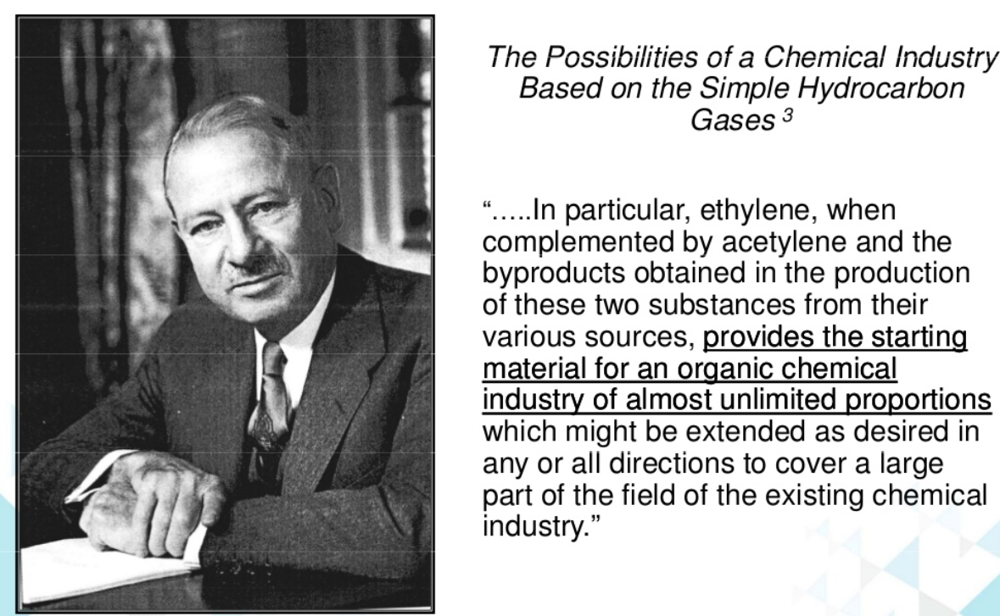 The Possibilities of a Chemical Industry
Based on the Simple Hydrocarbon
Gases 3
“…..In particular, ethylene, when
complemented by acetylene and the
byproducts obtained in the production
of these two substances from their
various sources, provides the starting
material for an organic chemical
industry of almost unlimited proportions
which might be extended as desired in
any or all directions to cover a large
part of the field of the existing chemical
industry.”